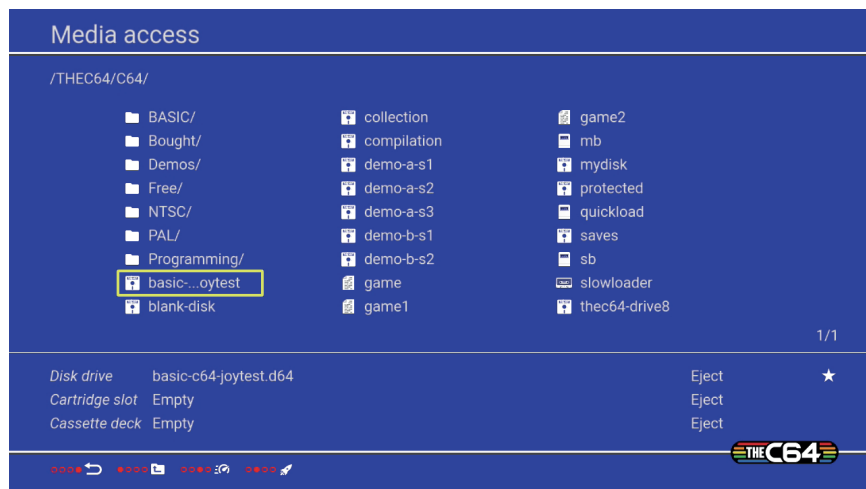 Media access
/THEC64/C64/
BASIC/ collection game2
Bought/ compilation mb
Demos/ demo-a-s1 mydisk
Free/ demo-a-s2 protected
NTSC/ demo-a-s3 quickload
PAL/ demo-b-s1 saves
Programming/ demo-b-s2 sb
basic-...oytest game slowloader
blank-disk game1 thec64-drive8
1/1
Disk drive basic-c64-joytest.d64 Eject
Cartridge slot Empty Eject
Cassette deck Empty Eject
THEC64